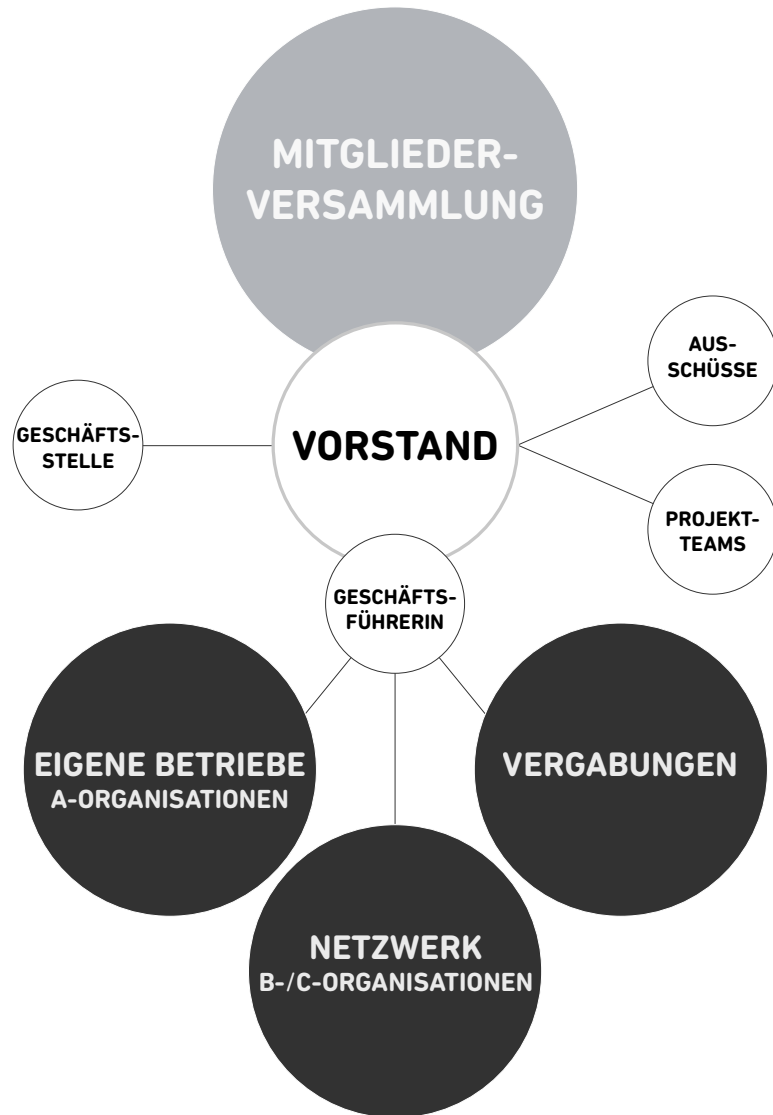 MITGLIEDER-
VERSAMMLUNG
AUS-
SCHÜSSE
GESCHÄFTS-
STELLE
VORSTAND
PROJEKT-
TEAMS
GESCHÄFTS-
FÜHRERIN
EIGENE BETRIEBE
A-ORGANISATIONEN
VERGABUNGEN
NETZWERK
B-/C-ORGANISATIONEN